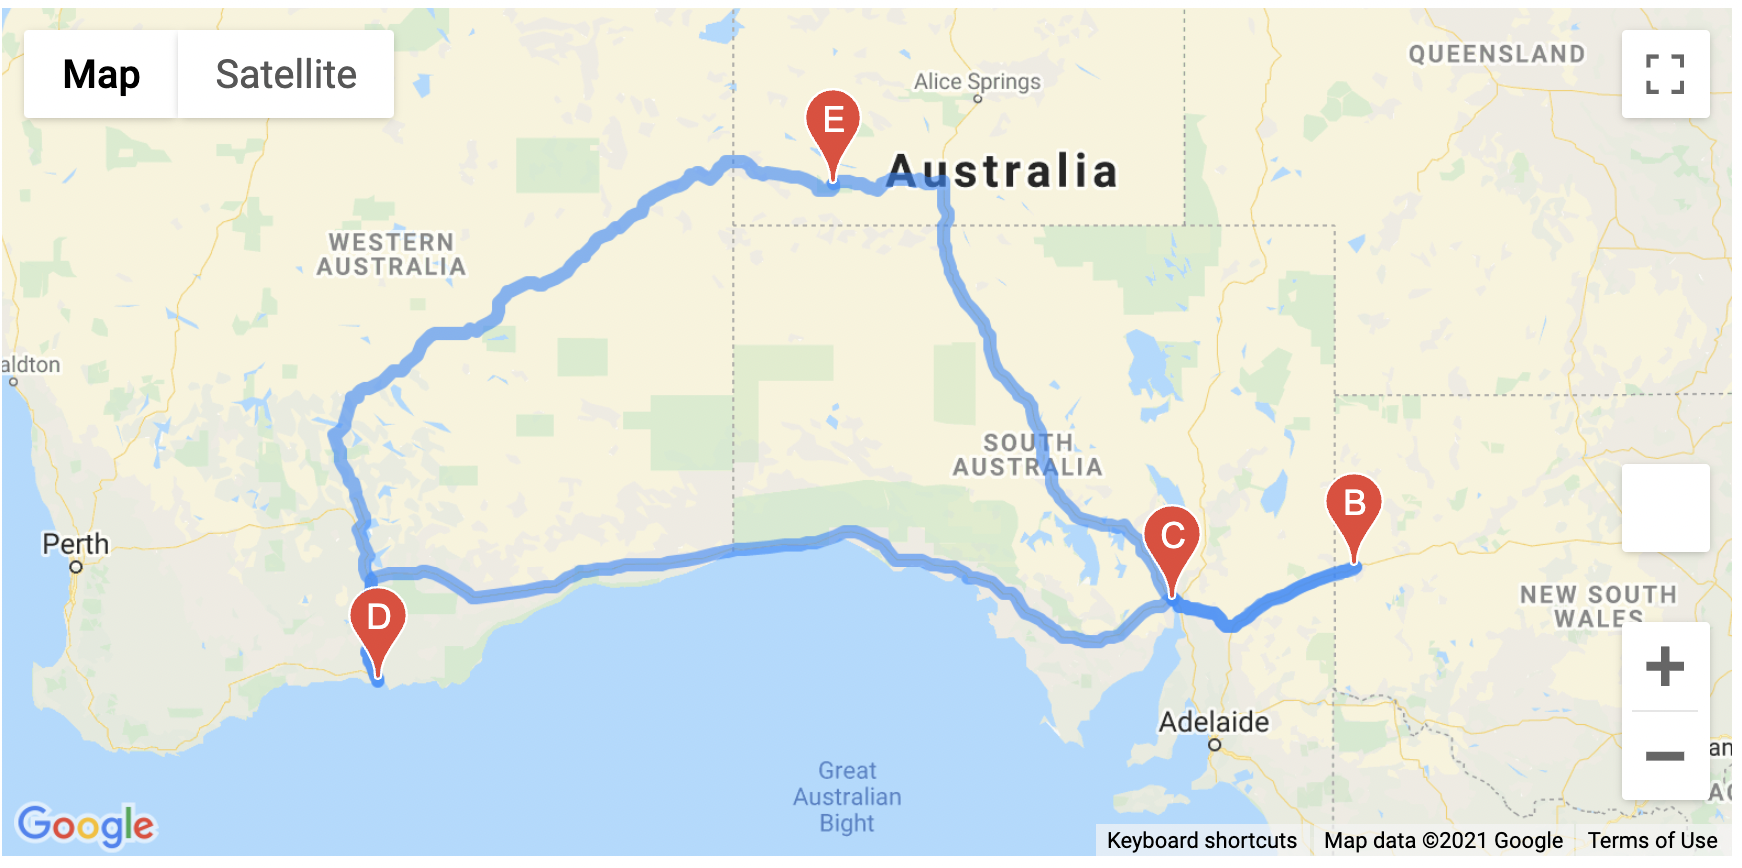 Map
Satellite
QUEENSLAND
Alice Springs
E
Australia
WESTERN
AUSTRALIA
aldton
SOUTH
AUSTRALIA
B
C
Perth
NEW SOUTH
WALES
D
Adelaide
an
AC
Great
Australian
Bight
Google
Keyboard shortcuts
Map data ©2021 Google
Terms of Use